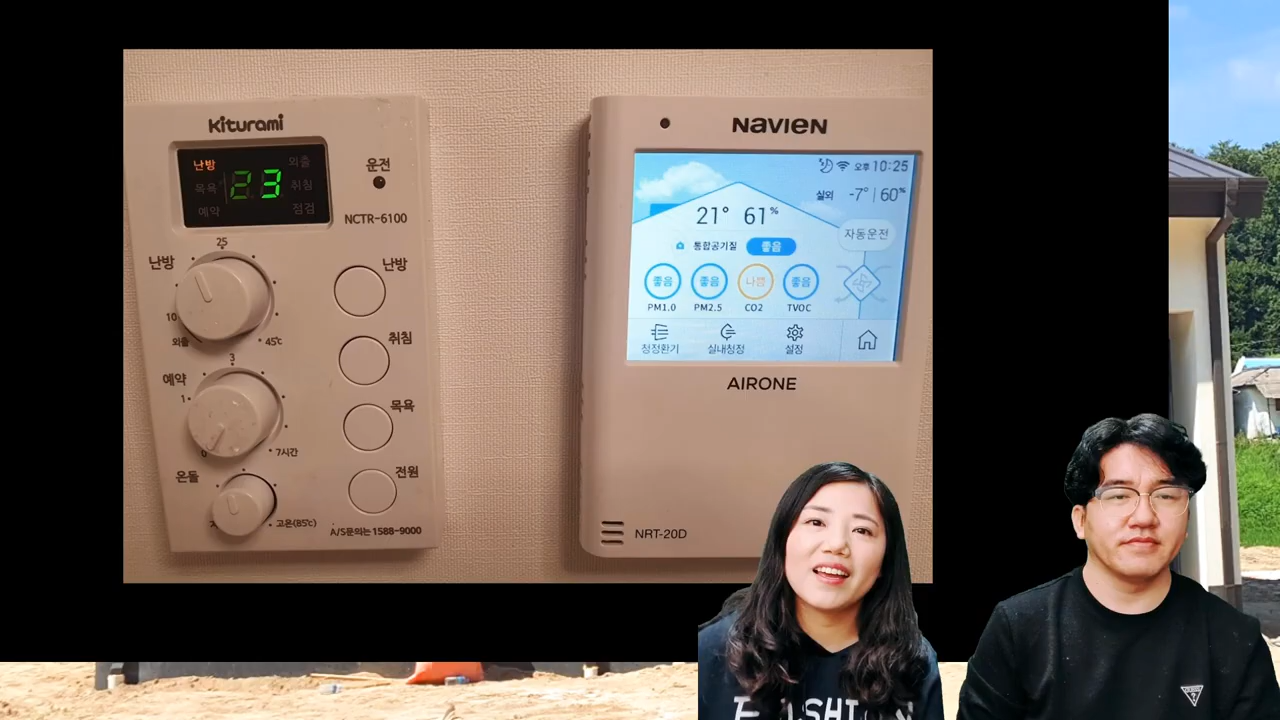 Kiturami
난방
외출
목욕
취침
예약
점검
23
운전
NCTR-6100
25
난방
10
외출
45℃
난방
취침
3
예약
1
0
7시간
목욕
온돌
고온(85℃)
전원
A/S문의는 1588-9000
NAVIEN
오후 10:25
실외 -7° 60%
21° 61%
자동운전
통합공기질 좋음
좋음 좋음 나쁨 좋음
PM1.0 PM2.5 CO2 TVOC
청정환기 실내청정 설정
AIRONE
NRT-20D
FASHION
?